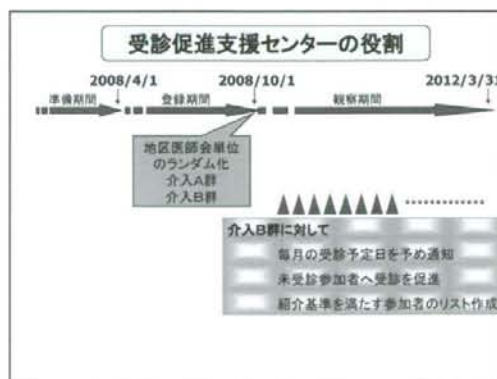 受診促進支援センターの役割
2008/4/1 2008/10/1 2012/3/31
準備期間 登録期間 観察期間
地区医師会単位
のランダム化
介入A群
介入B群
介入B群に対して
毎月の受診予定日を予め通知
未受診参加者へ受診を促進
紹介基準を満たす参加者のリスト作成